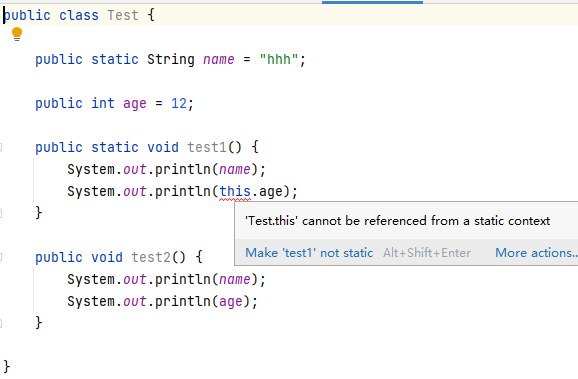 public class Test {
public static String name = "hhh";
public int age = 12;
public static void test1() {
System.out.println(name);
System.out.println(this.age);
}
'Test.this' cannot be referenced from a static context
Make 'test1' not static Alt+Shift+Enter More actions..
public void test2() {
System.out.println(name);
System.out.println(age);
}
}